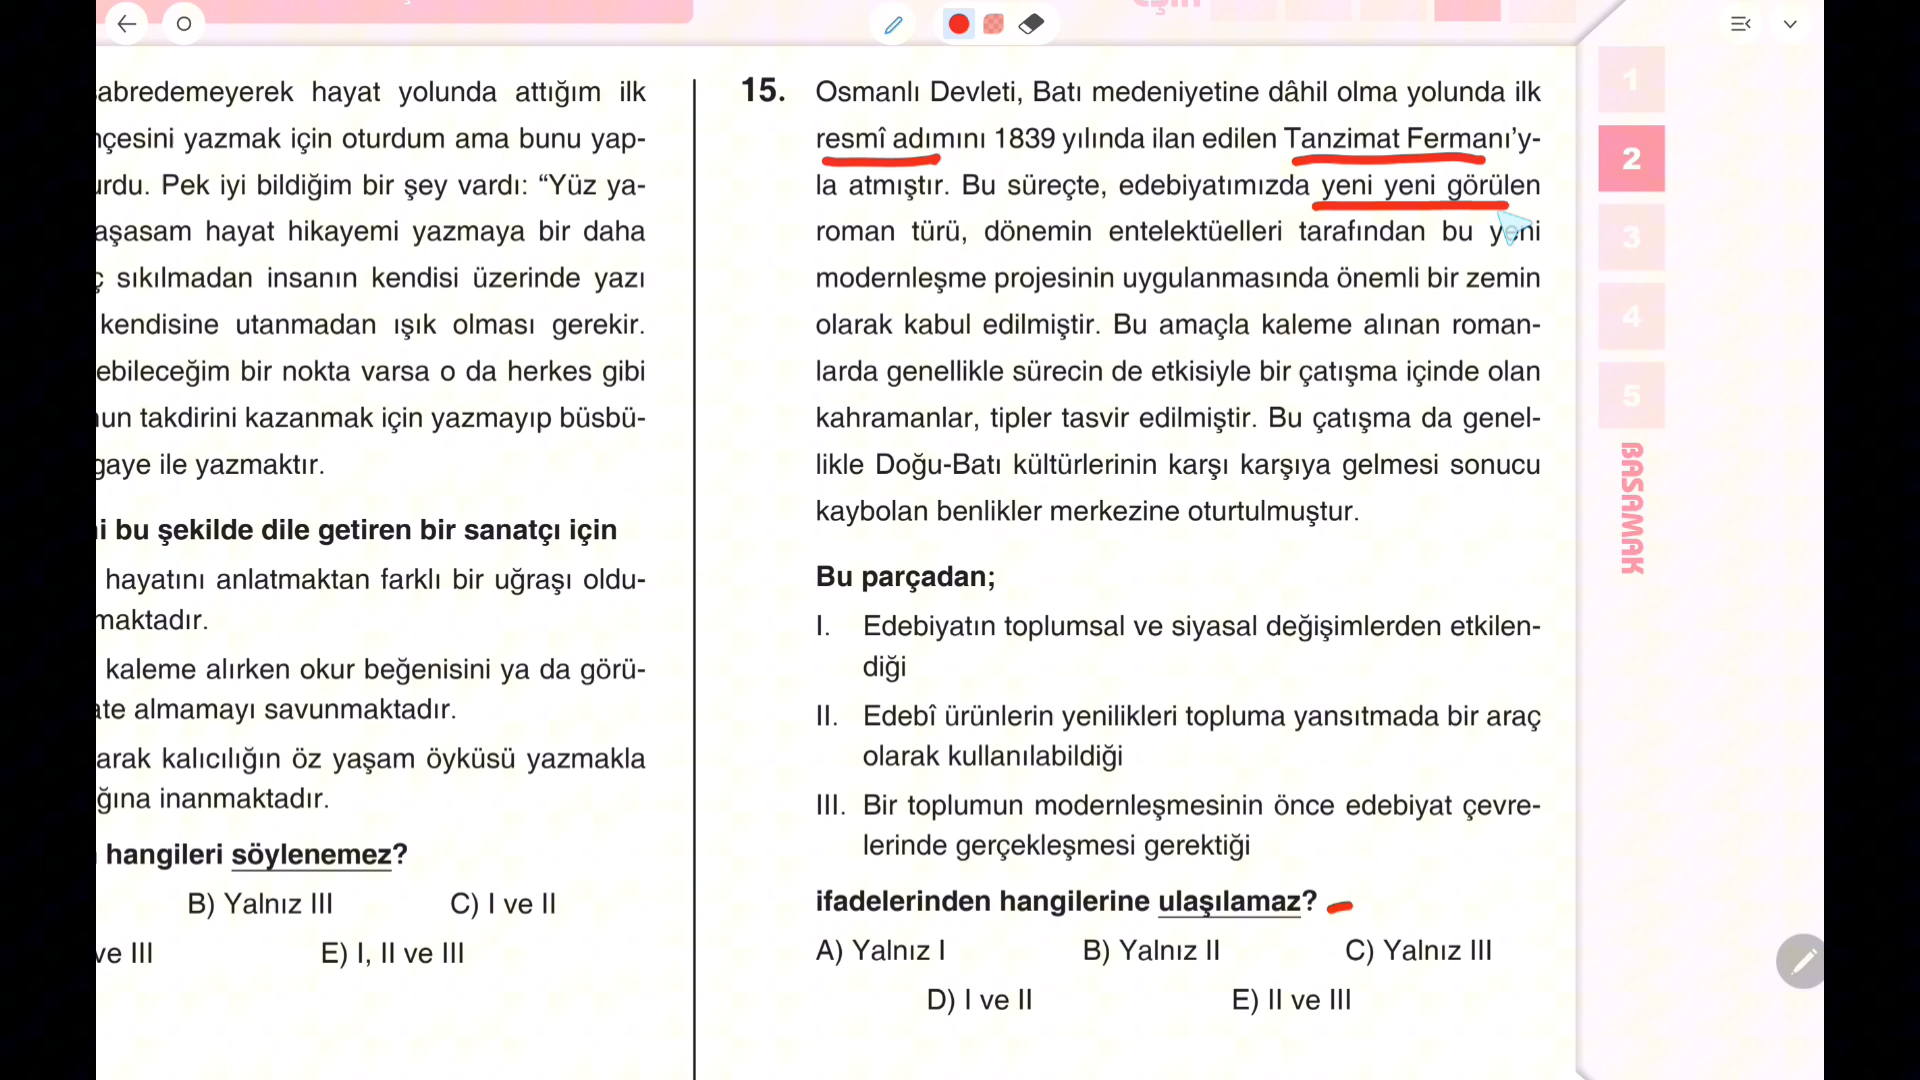 abredemeyerek hayat yolunda attığım ilk
çesini yazmak için oturdum ama bunu yap-
rdu. Pek iyi bildiğim bir şey vardı: “Yüz ya-
aşasam hayat hikayemi yazmaya bir daha
ç sıkılmadan insanın kendisi üzerinde yazı
kendisine utanmadan ışık olması gerekir.
ebileceğim bir nokta varsa o da herkes gibi
un takdirini kazanmak için yazmayıp büsbü-
gaye ile yazmaktır.
i bu şekilde dile getiren bir sanatçı için
hayatını anlatmaktan farklı bir uğraşı oldu-
maktadır.
kaleme alırken okur beğenisini ya da görü-
ate almamayı savunmaktadır.
arak kalıcılığın öz yaşam öyküsü yazmakla
ğına inanmaktadır.
hangileri söylenemez?
B) Yalnız III C) I ve II
ve III E) I, II ve III
15. Osmanlı Devleti, Batı medeniyetine dâhil olma yolunda ilk
resmî adımını 1839 yılında ilan edilen Tanzimat Fermanı’y-
la atmıştır. Bu süreçte, edebiyatımızda yeni yeni görülen
roman türü, dönemin entelektüelleri tarafından bu yeni
modernleşme projesinin uygulanmasında önemli bir zemin
olarak kabul edilmiştir. Bu amaçla kaleme alınan roman-
larda genellikle sürecin de etkisiyle bir çatışma içinde olan
kahramanlar, tipler tasvir edilmiştir. Bu çatışma da genel-
likle Doğu-Batı kültürlerinin karşı karşıya gelmesi sonucu
kaybolan benlikler merkezine oturtulmuştur.
Bu parçadan;
I. Edebiyatın toplumsal ve siyasal değişimlerden etkilen-
diği
II. Edebî ürünlerin yenilikleri topluma yansıtmada bir araç
olarak kullanılabildiği
III. Bir toplumun modernleşmesinin önce edebiyat çevre-
lerinde gerçekleşmesi gerektiği
ifadelerinden hangilerine ulaşılamaz?
A) Yalnız I B) Yalnız II C) Yalnız III
D) I ve II E) II ve III
1
2
3
4
5
BASAMAK